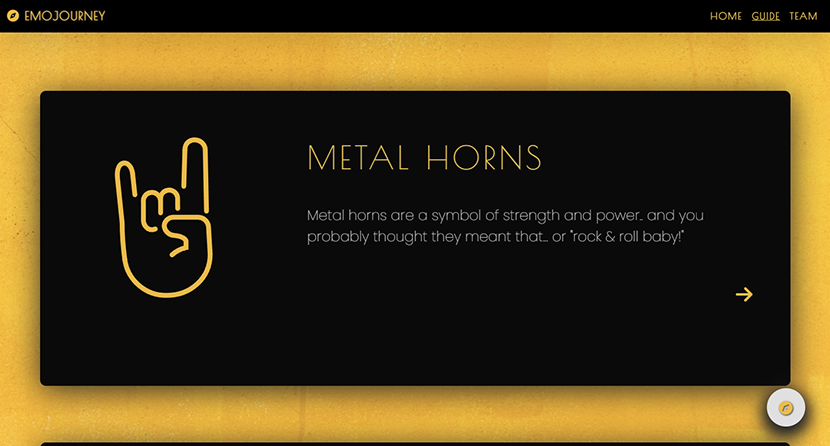 EMOJOURNEY
HOME GUIDE TEAM
METAL HORNS
Metal horns are a symbol of strength and power.. and you
probably thought they meant that... or "rock & roll baby!"